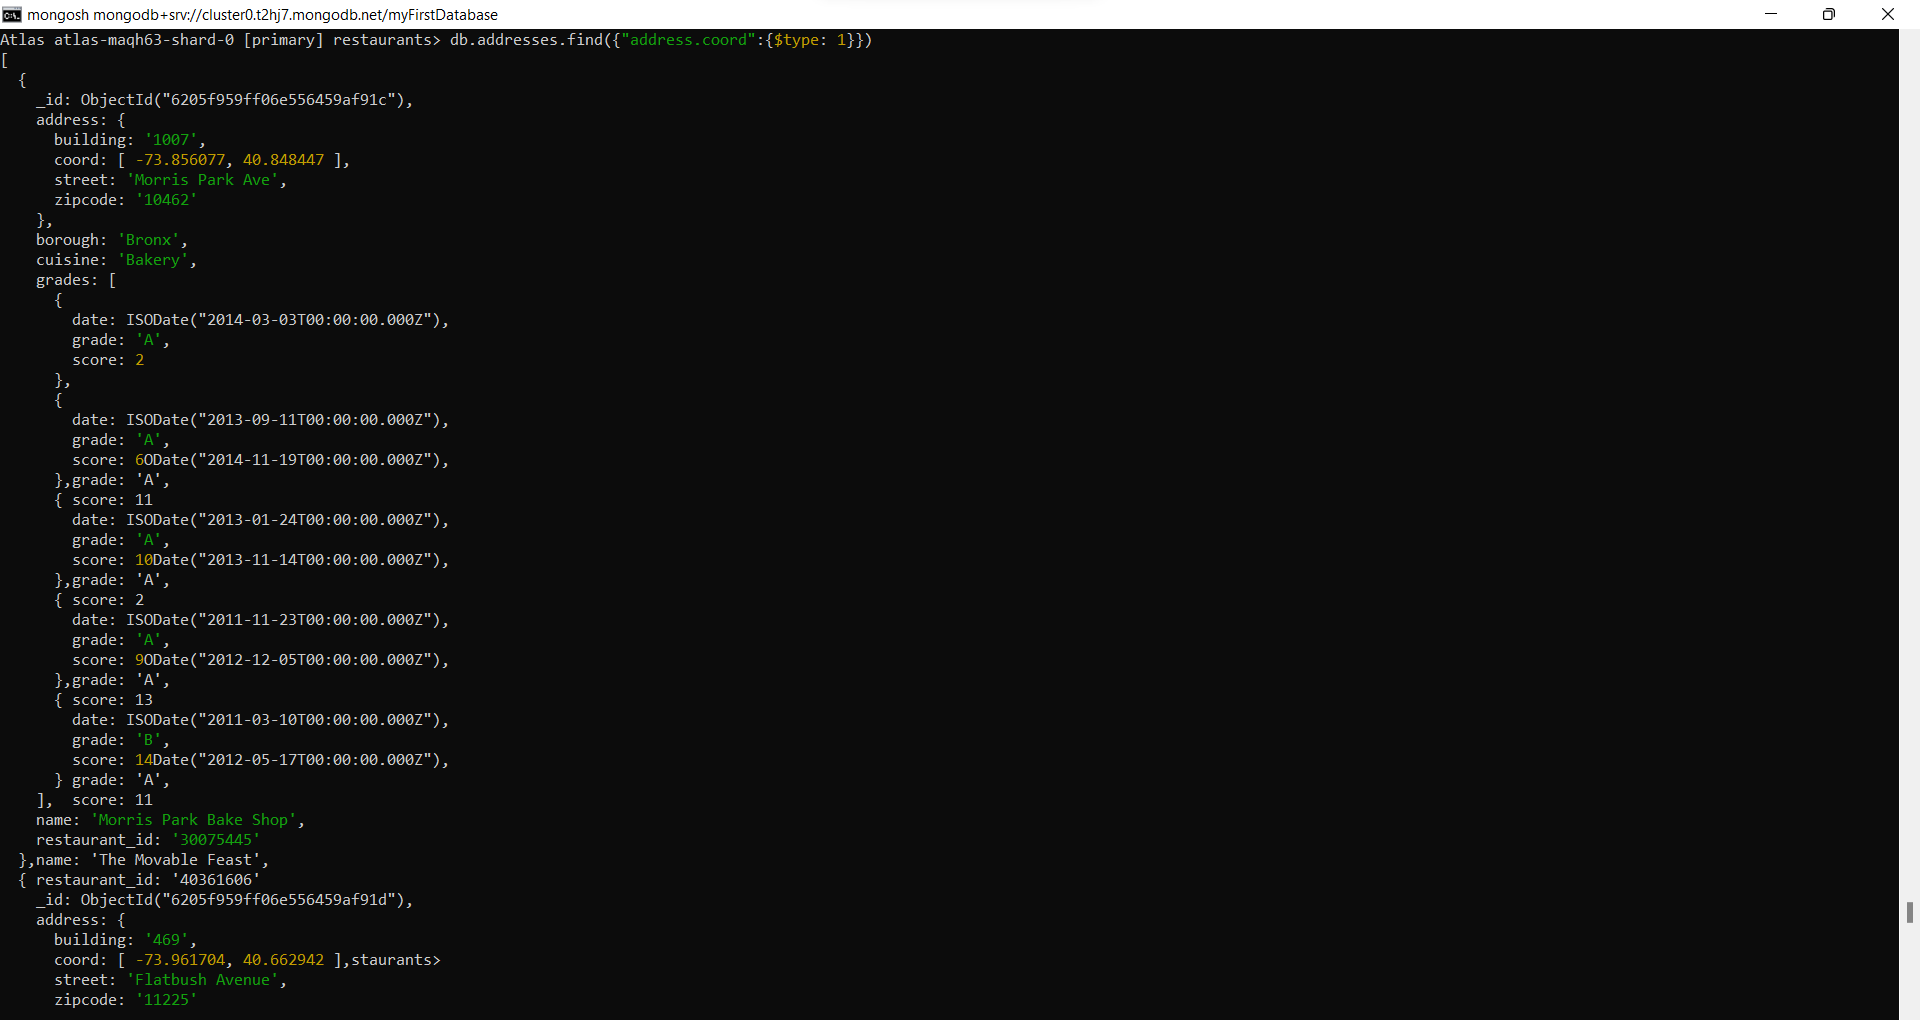 mongosh mongodb+srv://cluster0.t2hj7.mongodb.net/myFirstDatabase
Atlas atlas-maqh63-shard-0 [primary] restaurants> db.addresses.find({"address.coord":{$type: 1}})
[
  {
    _id: ObjectId("6205f959ff06e556459af91c"),
    address: {
      building: '1007',
      coord: [ -73.856077, 40.848447 ],
      street: 'Morris Park Ave',
      zipcode: '10462'
    },
    borough: 'Bronx',
    cuisine: 'Bakery',
    grades: [
      {
        date: ISODate("2014-03-03T00:00:00.000Z"),
        grade: 'A',
        score: 2
      },
      {
        date: ISODate("2013-09-11T00:00:00.000Z"),
        grade: 'A',
        score: 6ODate("2014-11-19T00:00:00.000Z"),
      },grade: 'A',
      { score: 11
        date: ISODate("2013-01-24T00:00:00.000Z"),
        grade: 'A',
        score: 10Date("2013-11-14T00:00:00.000Z"),
      },grade: 'A',
      { score: 2
        date: ISODate("2011-11-23T00:00:00.000Z"),
        grade: 'A',
        score: 9ODate("2012-12-05T00:00:00.000Z"),
      },grade: 'A',
      { score: 13
        date: ISODate("2011-03-10T00:00:00.000Z"),
        grade: 'B',
        score: 14Date("2012-05-17T00:00:00.000Z"),
      } grade: 'A',
    ],  score: 11
    name: 'Morris Park Bake Shop',
    restaurant_id: '30075445'
  },name: 'The Movable Feast',
  { restaurant_id: '40361606'
    _id: ObjectId("6205f959ff06e556459af91d"),
    address: {
      building: '469',
      coord: [ -73.961704, 40.662942 ],staurants>
      street: 'Flatbush Avenue',
      zipcode: '11225'